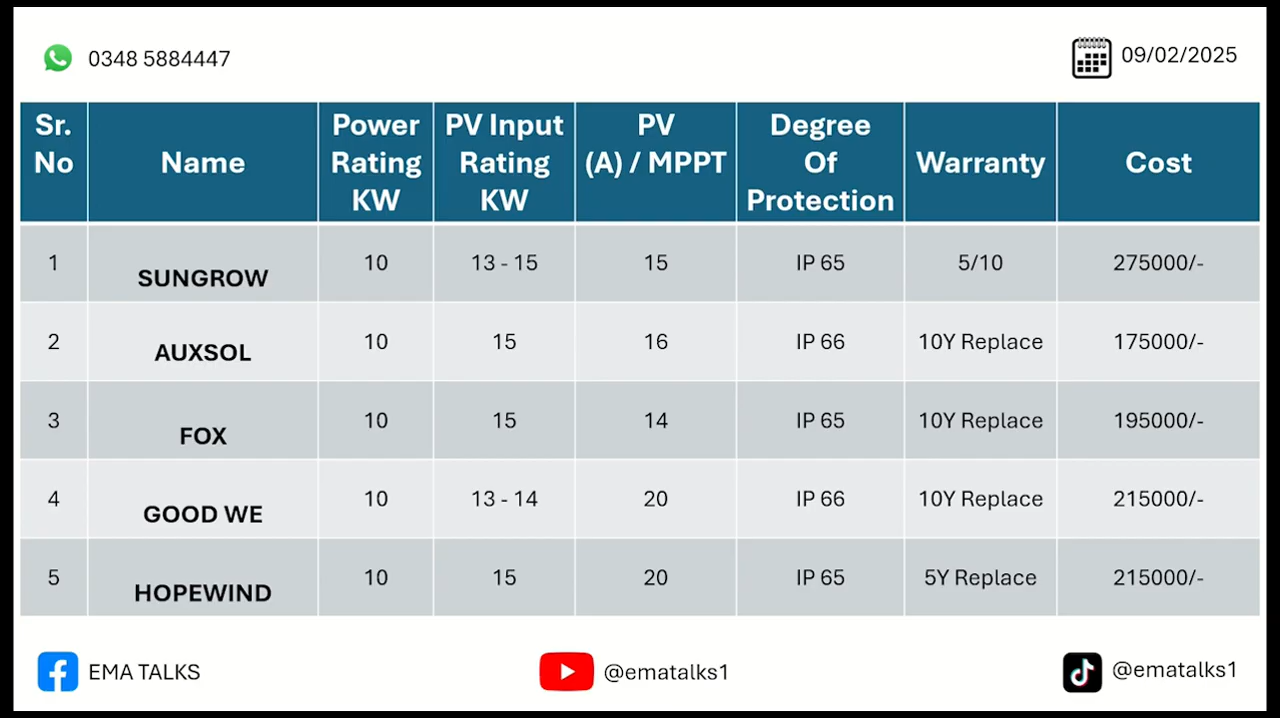 0348 5884447
09/02/2025
Sr. No | Name | Power Rating KW | PV Input Rating KW | PV (A) / MPPT | Degree Of Protection | Warranty | Cost
1 | SUNGROW | 10 | 13 - 15 | 15 | IP 65 | 5/10 | 275000/-
2 | AUXSOL | 10 | 15 | 16 | IP 66 | 10Y Replace | 175000/-
3 | FOX | 10 | 15 | 14 | IP 65 | 10Y Replace | 195000/-
4 | GOOD WE | 10 | 13 - 14 | 20 | IP 66 | 10Y Replace | 215000/-
5 | HOPEWIND | 10 | 15 | 20 | IP 65 | 5Y Replace | 215000/-
EMA TALKS
@ematalks1
@ematalks1